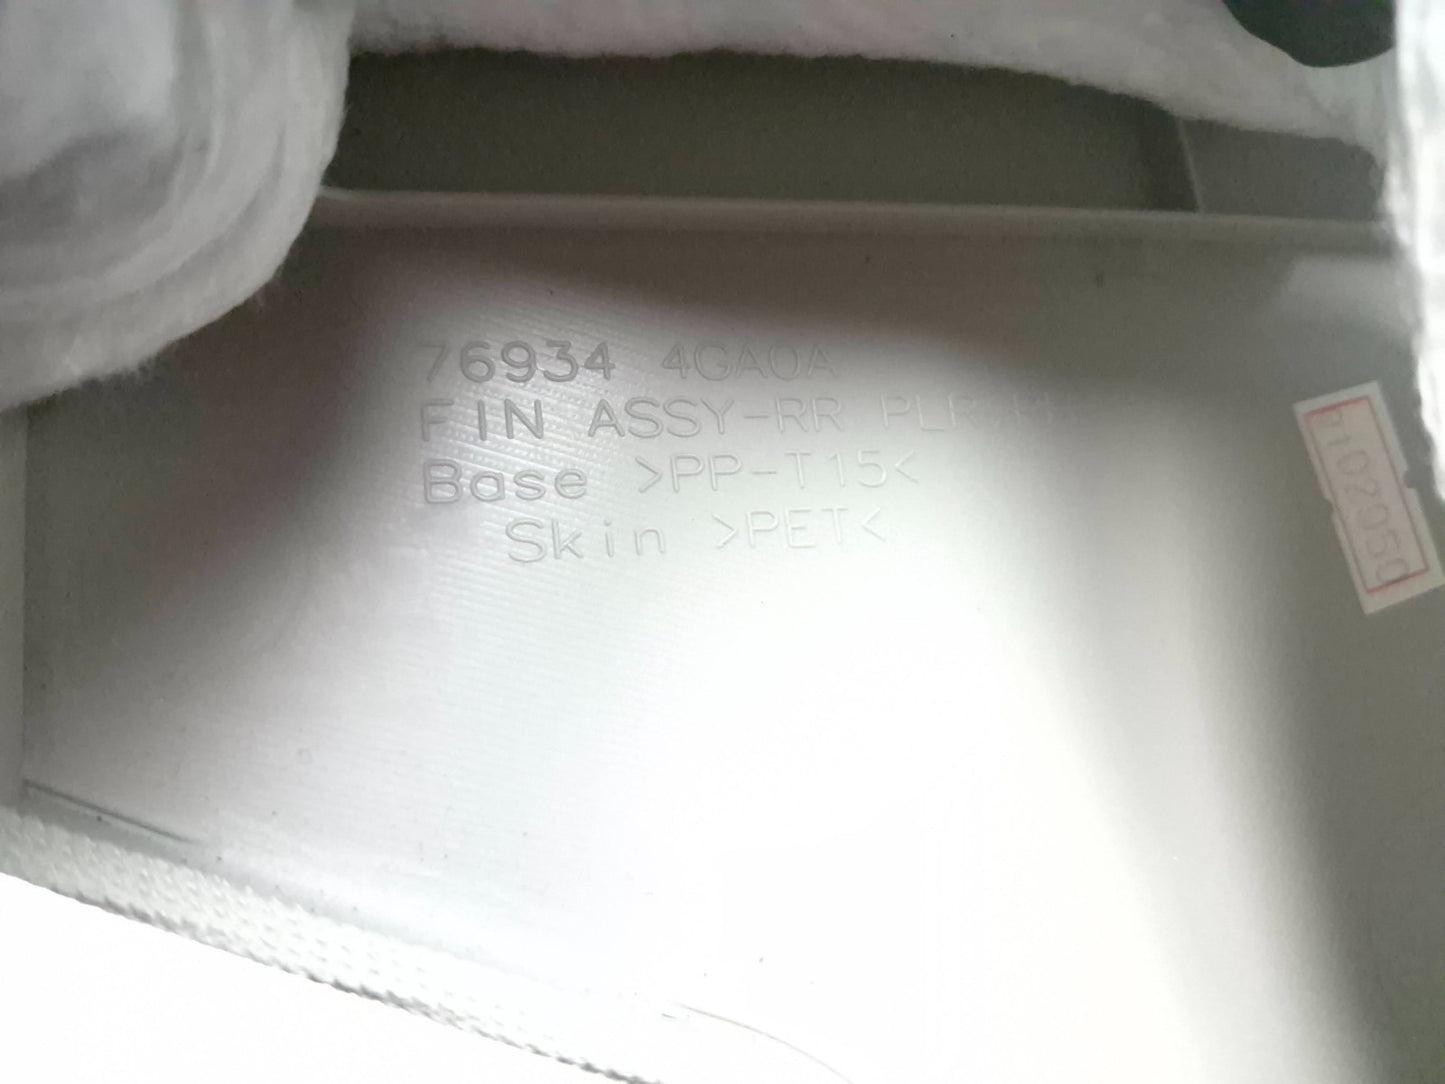 76934 4GA0A
FIN ASSY-RR PLR
Base >PP-T15<
Skin >PET<